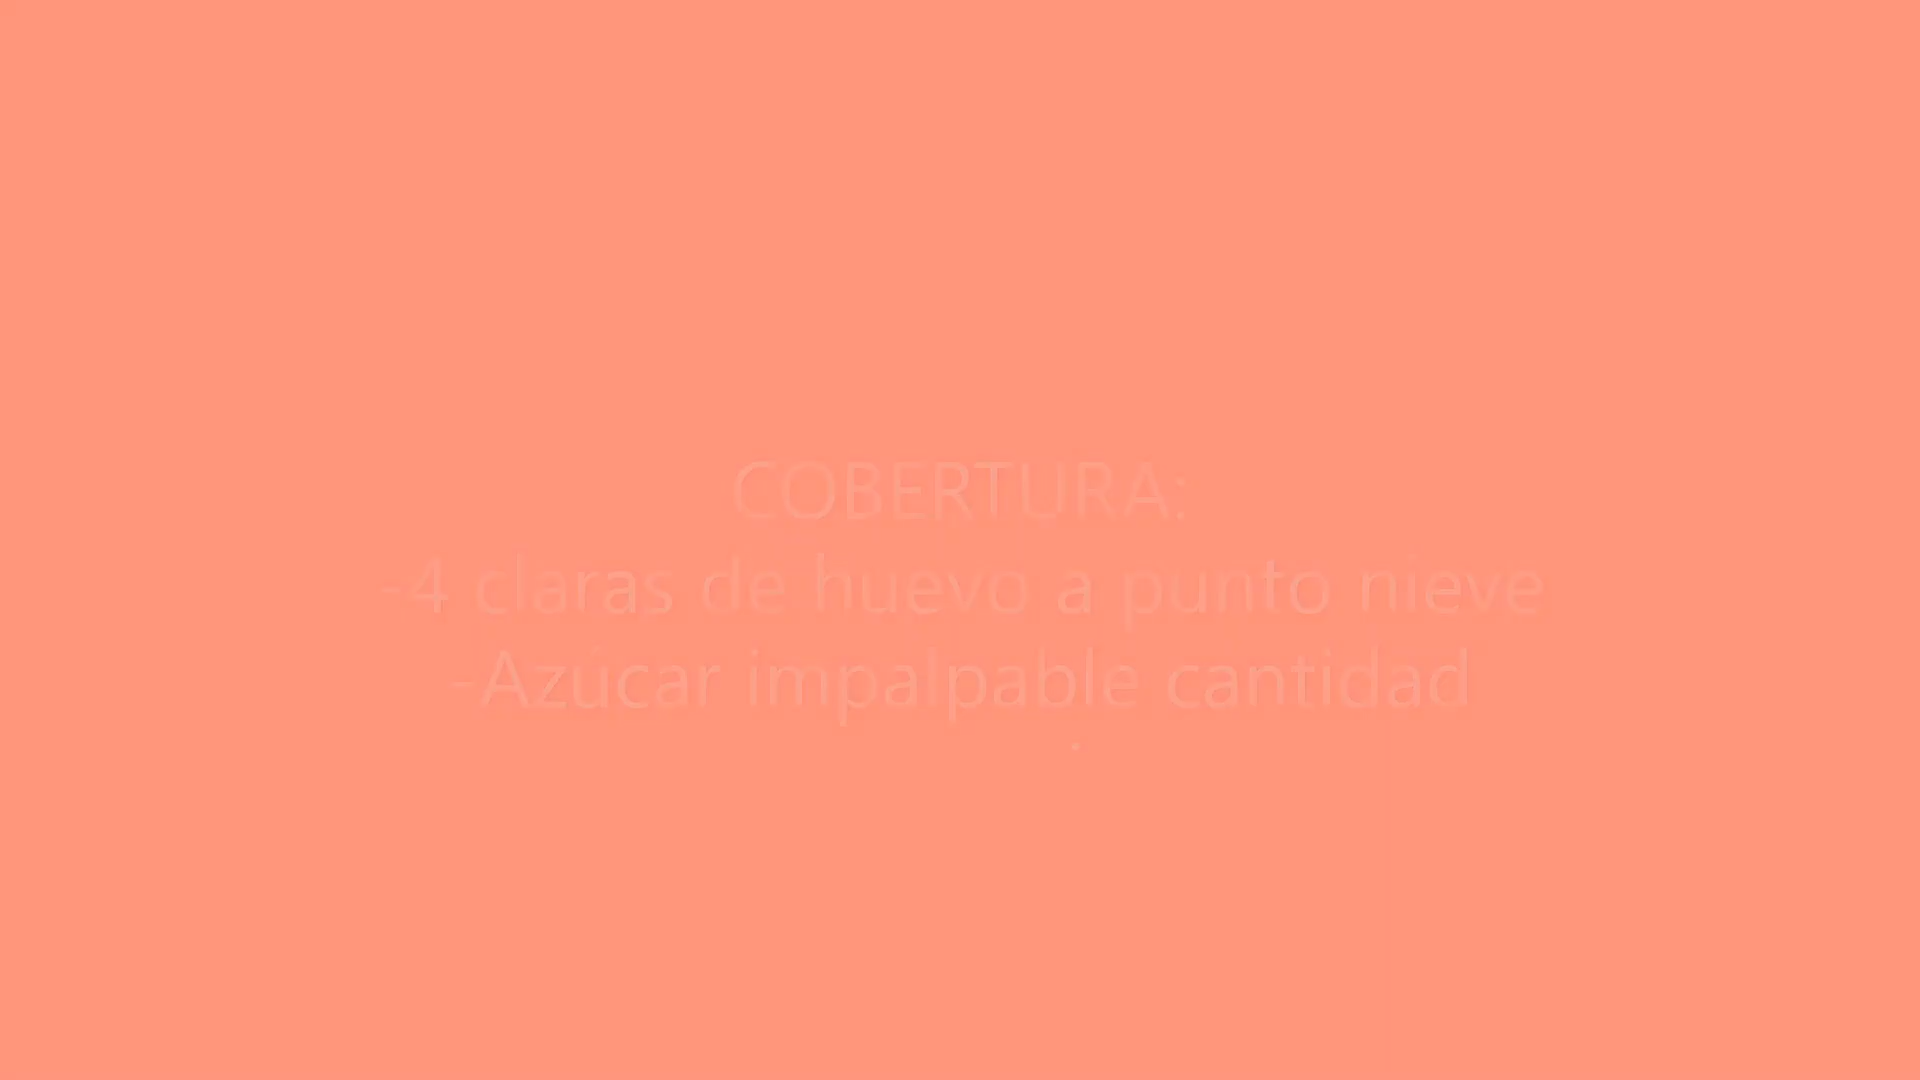 COBERTURA:
-4 claras de huevo a punto nieve
-Azúcar impalpable cantidad